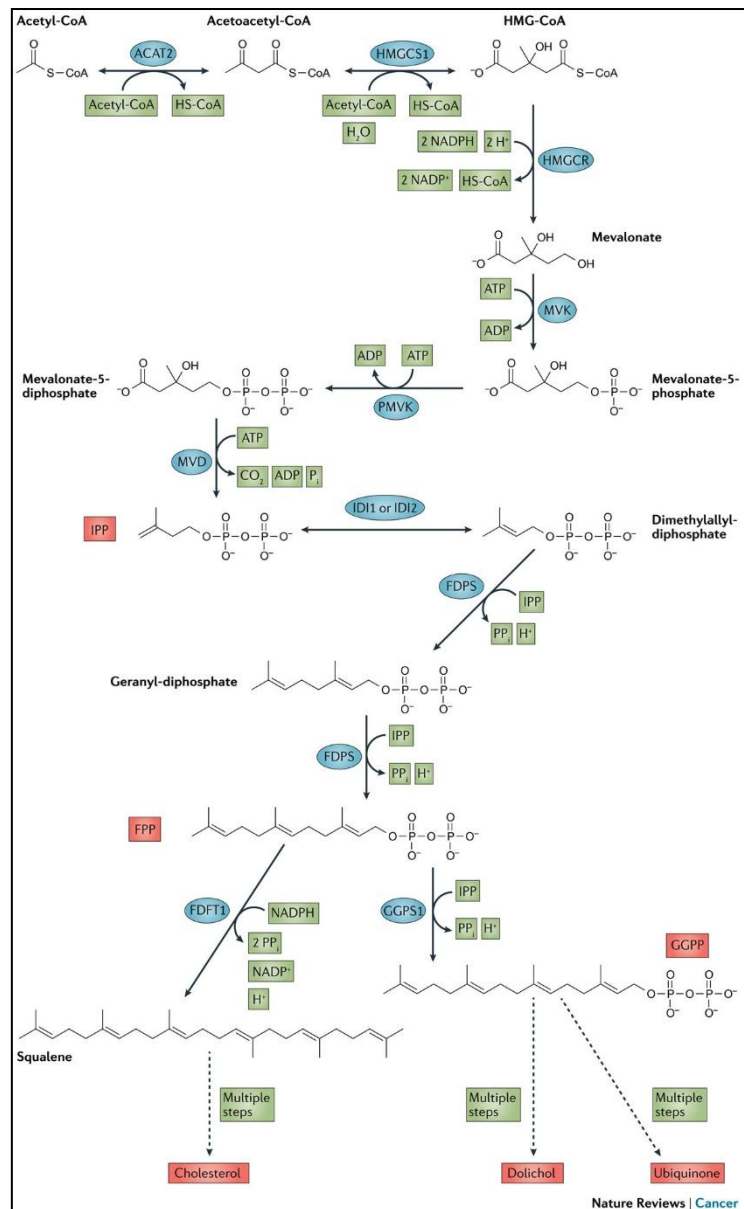 Acetyl-CoA
Acetoacetyl-CoA
HMG-CoA
O
S–CoA
ACAT2
O O
S–CoA
HMGCS1
O OH O
⁻O S–CoA
Acetyl-CoA
HS-CoA
Acetyl-CoA
HS-CoA
H₂O
2 NADPH
2 H⁺
HMGCR
2 NADP⁺
HS-CoA
Mevalonate
O OH
⁻O OH
ATP
MVK
ADP
Mevalonate-5-
diphosphate
O OH O O
⁻O O–P–O–P–O⁻
O⁻ O⁻
ADP
ATP
PMVK
O OH O
⁻O O–P–O⁻
O⁻
Mevalonate-5-
phosphate
ATP
MVD
CO₂
ADP
Pᵢ
IPP
O O
O–P–O–P–O⁻
O⁻ O⁻
IDI1 or IDI2
O O
O–P–O–P–O⁻
O⁻ O⁻
Dimethylallyl-
diphosphate
FDPS
IPP
PPᵢ
H⁺
Geranyl-diphosphate
O O
O–P–O–P–O⁻
O⁻ O⁻
FDPS
IPP
PPᵢ
H⁺
FPP
O O
O–P–O–P–O⁻
O⁻ O⁻
FDFT1
NADPH
2 PPᵢ
NADP⁺
H⁺
GGPS1
IPP
PPᵢ
H⁺
GGPP
O O
O–P–O–P–O⁻
O⁻ O⁻
Squalene
Multiple
steps
Multiple
steps
Multiple
steps
Cholesterol
Dolichol
Ubiquinone
Nature Reviews | Cancer